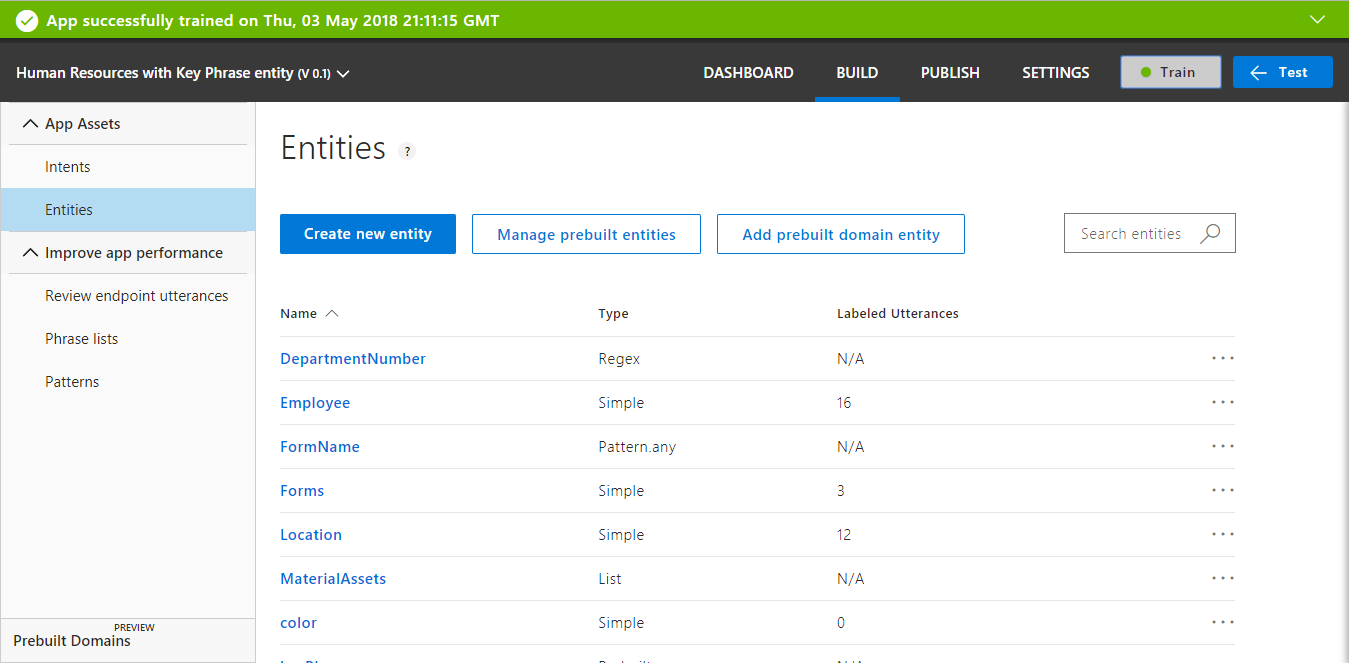 App successfully trained on Thu, 03 May 2018 21:11:15 GMT
Human Resources with Key Phrase entity (V 0.1)
DASHBOARD BUILD PUBLISH SETTINGS Train Test
App Assets
Intents
Entities
Improve app performance
Review endpoint utterances
Phrase lists
Patterns
PREVIEW
Prebuilt Domains
Entities ?
Create new entity Manage prebuilt entities Add prebuilt domain entity Search entities
Name Type Labeled Utterances
DepartmentNumber Regex N/A
Employee Simple 16
FormName Pattern.any N/A
Forms Simple 3
Location Simple 12
MaterialAssets List N/A
color Simple 0